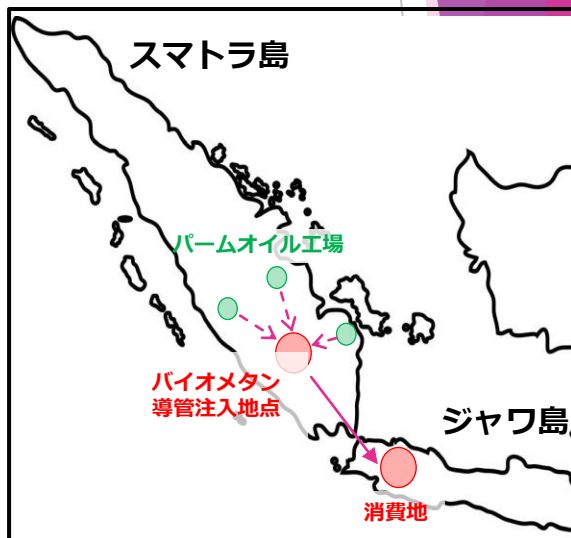 スマトラ島
パームオイル工場
バイオメタン
導管注入地点
ジャワ島
消費地